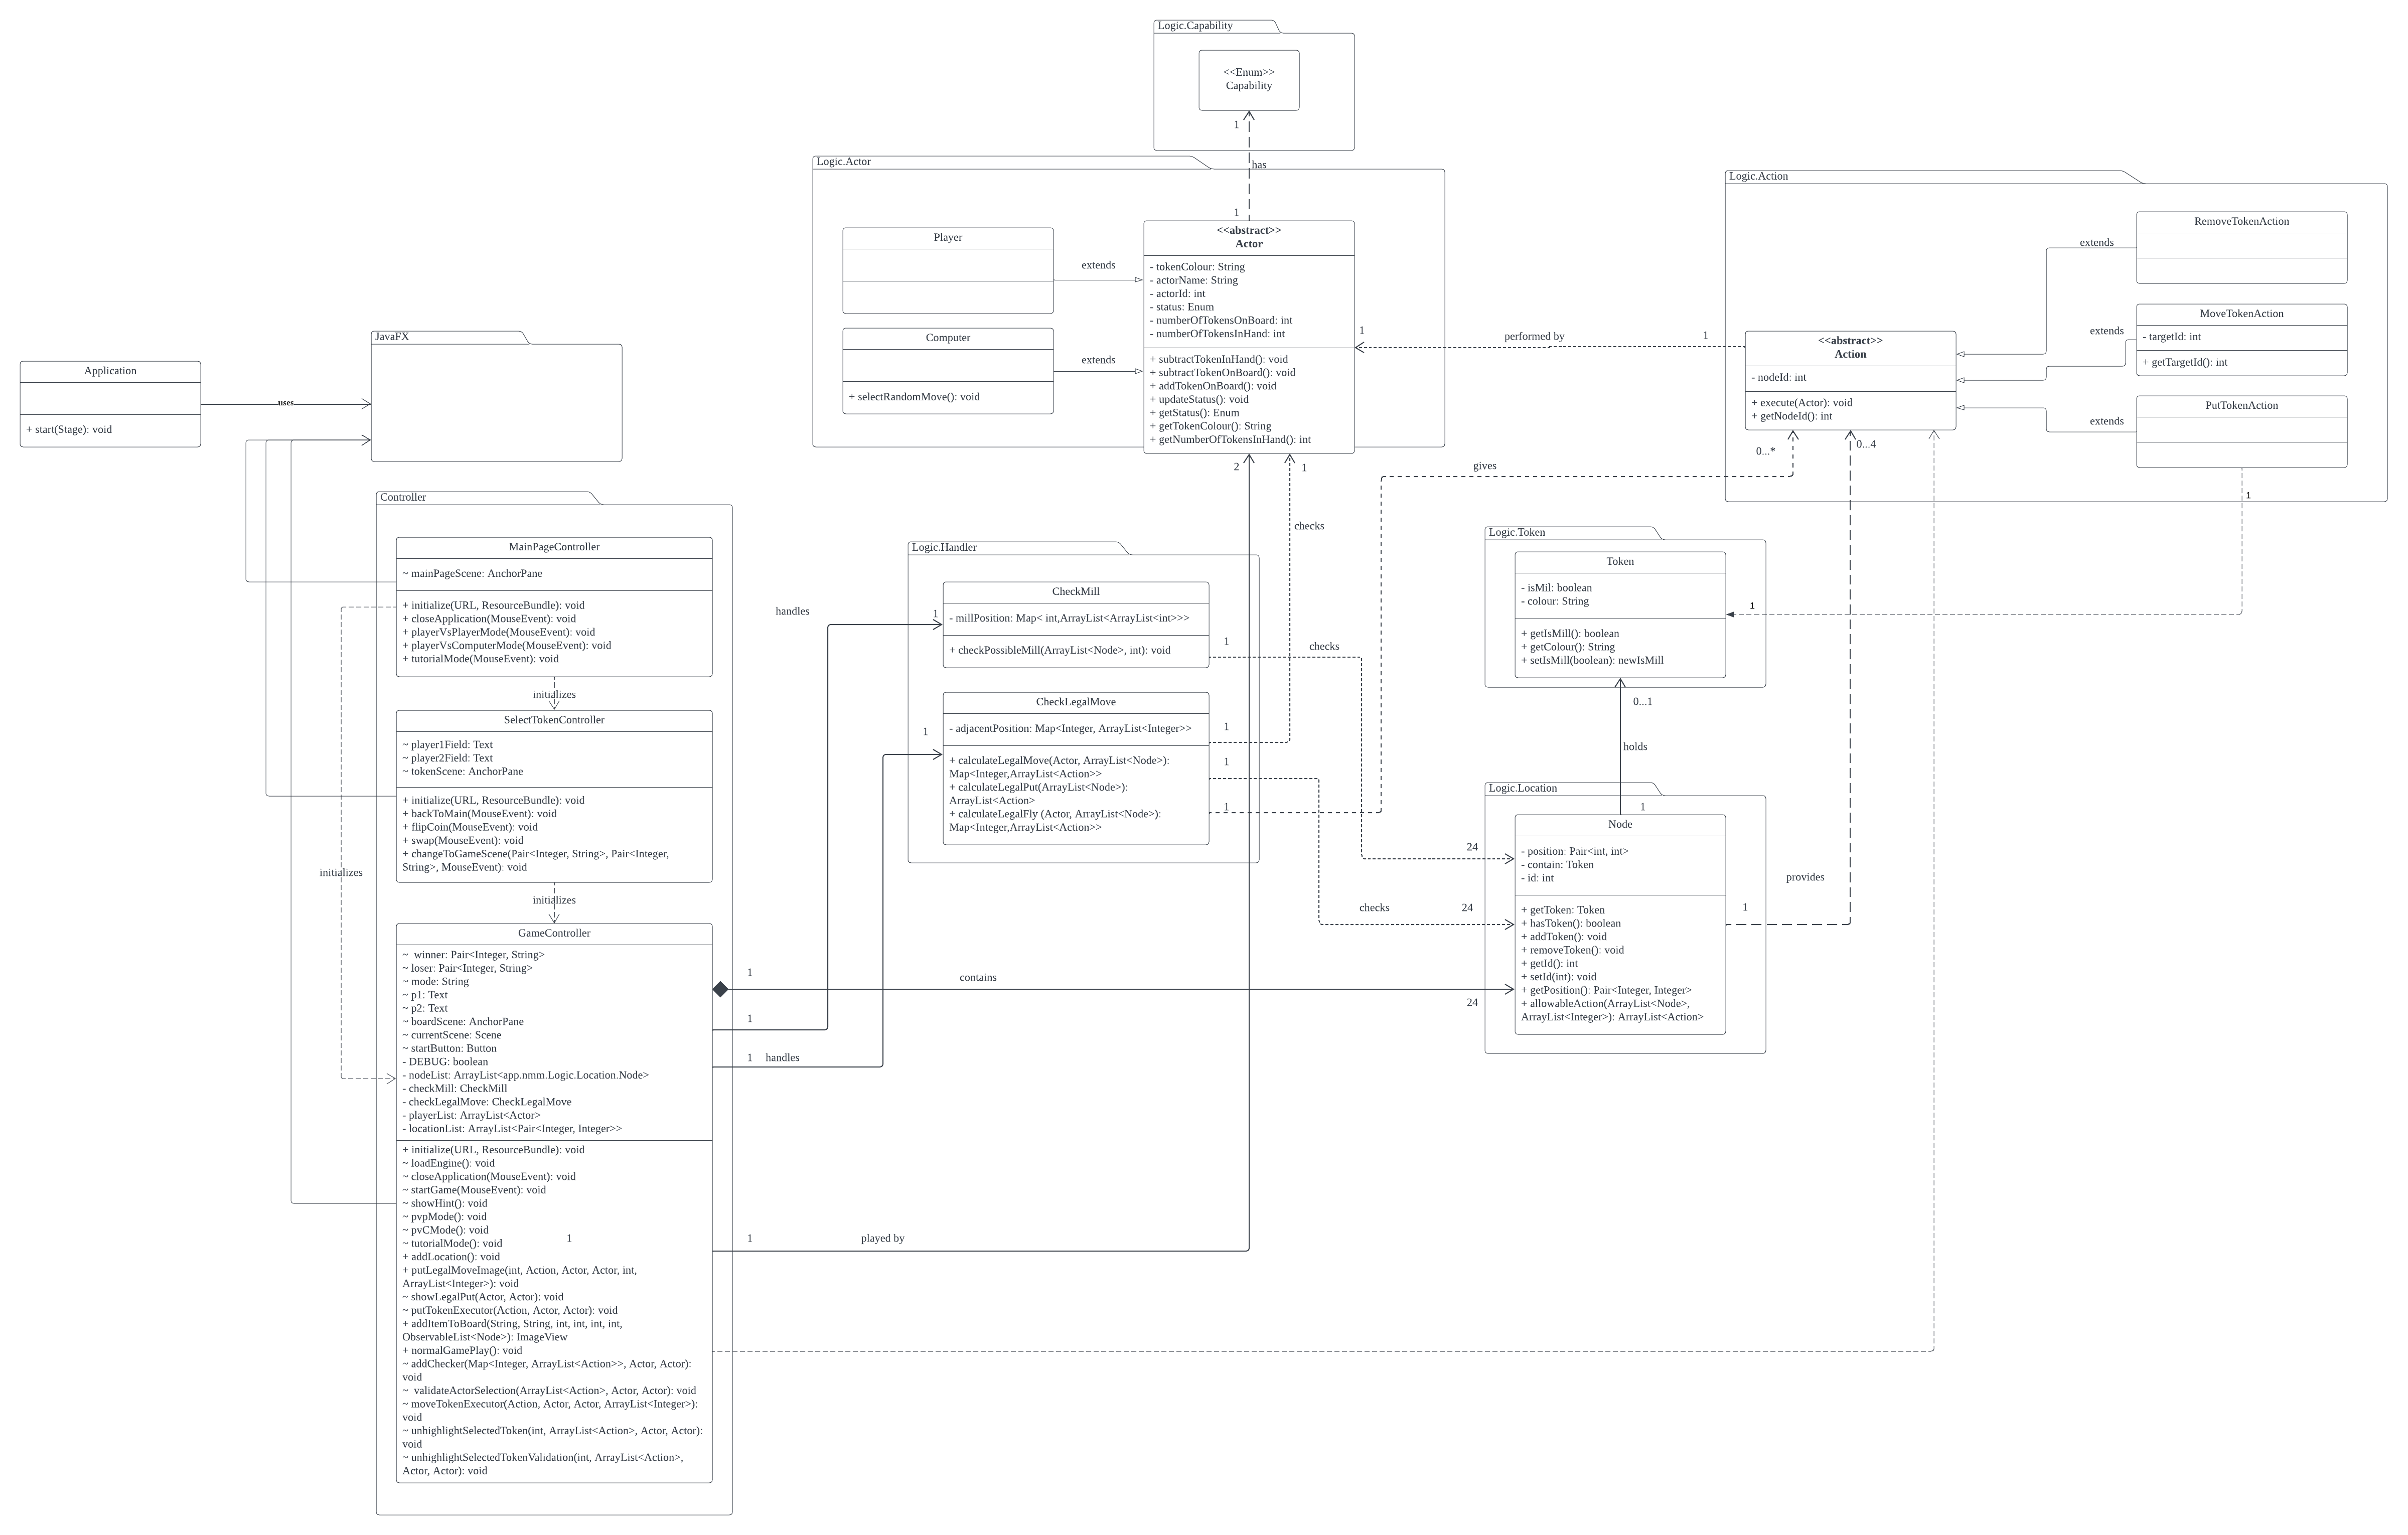 Logic.Capability
<<Enum>>
Capability
1
has
1
Logic.Actor
Player
extends
Computer
+ selectRandomMove(): void
extends
<<abstract>>
Actor
- tokenColour: String
- actorName: String
- actorId: int
- status: Enum
- numberOfTokensOnBoard: int
- numberOfTokensInHand: int
+ subtractTokenInHand(): void
+ subtractTokenOnBoard(): void
+ addTokenOnBoard(): void
+ updateStatus(): void
+ getStatus(): Enum
+ getTokenColour(): String
+ getNumberOfTokensInHand(): int
1
performed by
1
Logic.Action
<<abstract>>
Action
- nodeId: int
+ execute(Actor): void
+ getNodeId(): int
extends
RemoveTokenAction
extends
MoveTokenAction
- targetId: int
+ getTargetId(): int
extends
PutTokenAction
1
0...*
0...4
2
1
gives
checks
Application
+ start(Stage): void
uses
JavaFX
Controller
MainPageController
~ mainPageScene: AnchorPane
+ initialize(URL, ResourceBundle): void
+ closeApplication(MouseEvent): void
+ playerVsPlayerMode(MouseEvent): void
+ playerVsComputerMode(MouseEvent): void
+ tutorialMode(MouseEvent): void
initializes
SelectTokenController
~ player1Field: Text
~ player2Field: Text
~ tokenScene: AnchorPane
+ initialize(URL, ResourceBundle): void
+ backToMain(MouseEvent): void
+ flipCoin(MouseEvent): void
+ swap(MouseEvent): void
+ changeToGameScene(Pair<Integer, String>, Pair<Integer,
String>, MouseEvent): void
initializes
initializes
GameController
~  winner: Pair<Integer, String>
~ loser: Pair<Integer, String>
~ mode: String
~ p1: Text
~ p2: Text
~ boardScene: AnchorPane
~ currentScene: Scene
~ startButton: Button
- DEBUG: boolean
- nodeList: ArrayList<app.nmm.Logic.Location.Node>
- checkMill: CheckMill
- checkLegalMove: CheckLegalMove
- playerList: ArrayList<Actor>
- locationList: ArrayList<Pair<Integer, Integer>>
+ initialize(URL, ResourceBundle): void
~ loadEngine(): void
~ closeApplication(MouseEvent): void
~ startGame(MouseEvent): void
~ showHint(): void
~ pvpMode(): void
~ pvCMode(): void
~ tutorialMode(): void
1
+ addLocation(): void
+ putLegalMoveImage(int, Action, Actor, Actor, int,
ArrayList<Integer>): void
~ showLegalPut(Actor, Actor): void
~ putTokenExecutor(Action, Actor, Actor): void
+ addItemToBoard(String, String, int, int, int, int,
ObservableList<Node>): ImageView
+ normalGamePlay(): void
~ addChecker(Map<Integer, ArrayList<Action>>, Actor, Actor):
void
~  validateActorSelection(ArrayList<Action>, Actor, Actor): void
~ moveTokenExecutor(Action, Actor, Actor, ArrayList<Integer>):
void
~ unhighlightSelectedToken(int, ArrayList<Action>, Actor, Actor):
void
~ unhighlightSelectedTokenValidation(int, ArrayList<Action>,
Actor, Actor): void
Logic.Handler
handles
1
CheckMill
- millPosition: Map< int,ArrayList<ArrayList<int>>>
+ checkPossibleMill(ArrayList<Node>, int): void
1
checks
1
CheckLegalMove
- adjacentPosition: Map<Integer, ArrayList<Integer>>
+ calculateLegalMove(Actor, ArrayList<Node>):
Map<Integer,ArrayList<Action>>
+ calculateLegalPut(ArrayList<Node>):
ArrayList<Action>
+ calculateLegalFly (Actor, ArrayList<Node>):
Map<Integer,ArrayList<Action>>
1
1
1
24
checks
24
1
contains
24
1
1
handles
1
played by
Logic.Token
Token
- isMil: boolean
- colour: String
+ getIsMill(): boolean
+ getColour(): String
+ setIsMill(boolean): newIsMill
1
0...1
holds
Logic.Location
1
Node
- position: Pair<int, int>
- contain: Token
- id: int
+ getToken: Token
+ hasToken(): boolean
+ addToken(): void
+ removeToken(): void
+ getId(): int
+ setId(int): void
+ getPosition(): Pair<Integer, Integer>
+ allowableAction(ArrayList<Node>,
ArrayList<Integer>): ArrayList<Action>
provides
1